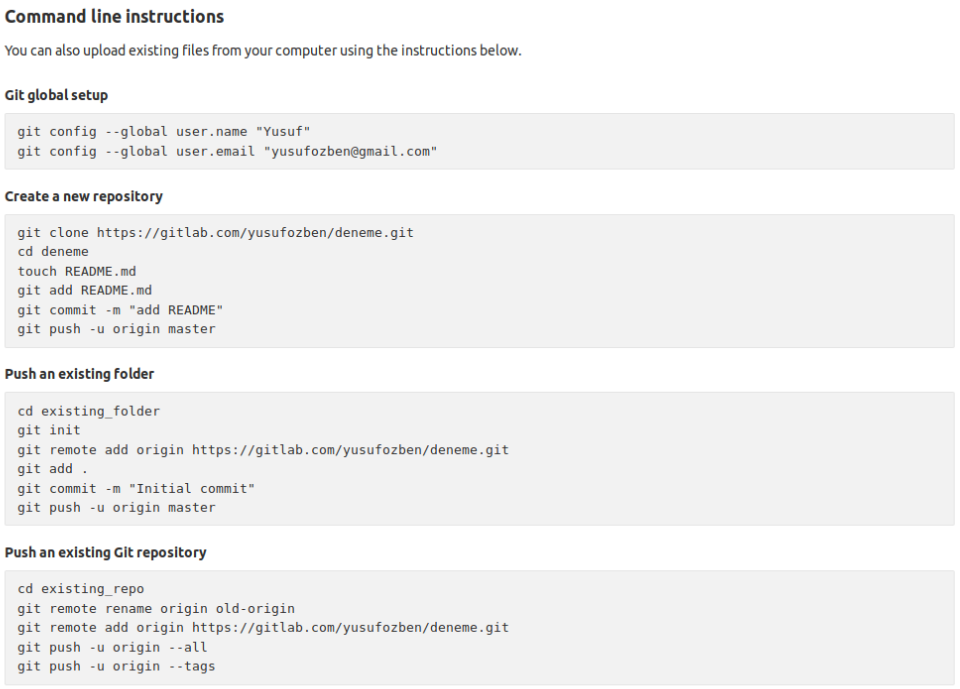 Command line instructions
You can also upload existing files from your computer using the instructions below.
Git global setup
git config --global user.name "Yusuf"
git config --global user.email "yusufozben@gmail.com"
Create a new repository
git clone https://gitlab.com/yusufozben/deneme.git
cd deneme
touch README.md
git add README.md
git commit -m "add README"
git push -u origin master
Push an existing folder
cd existing_folder
git init
git remote add origin https://gitlab.com/yusufozben/deneme.git
git add .
git commit -m "Initial commit"
git push -u origin master
Push an existing Git repository
cd existing_repo
git remote rename origin old-origin
git remote add origin https://gitlab.com/yusufozben/deneme.git
git push -u origin --all
git push -u origin --tags